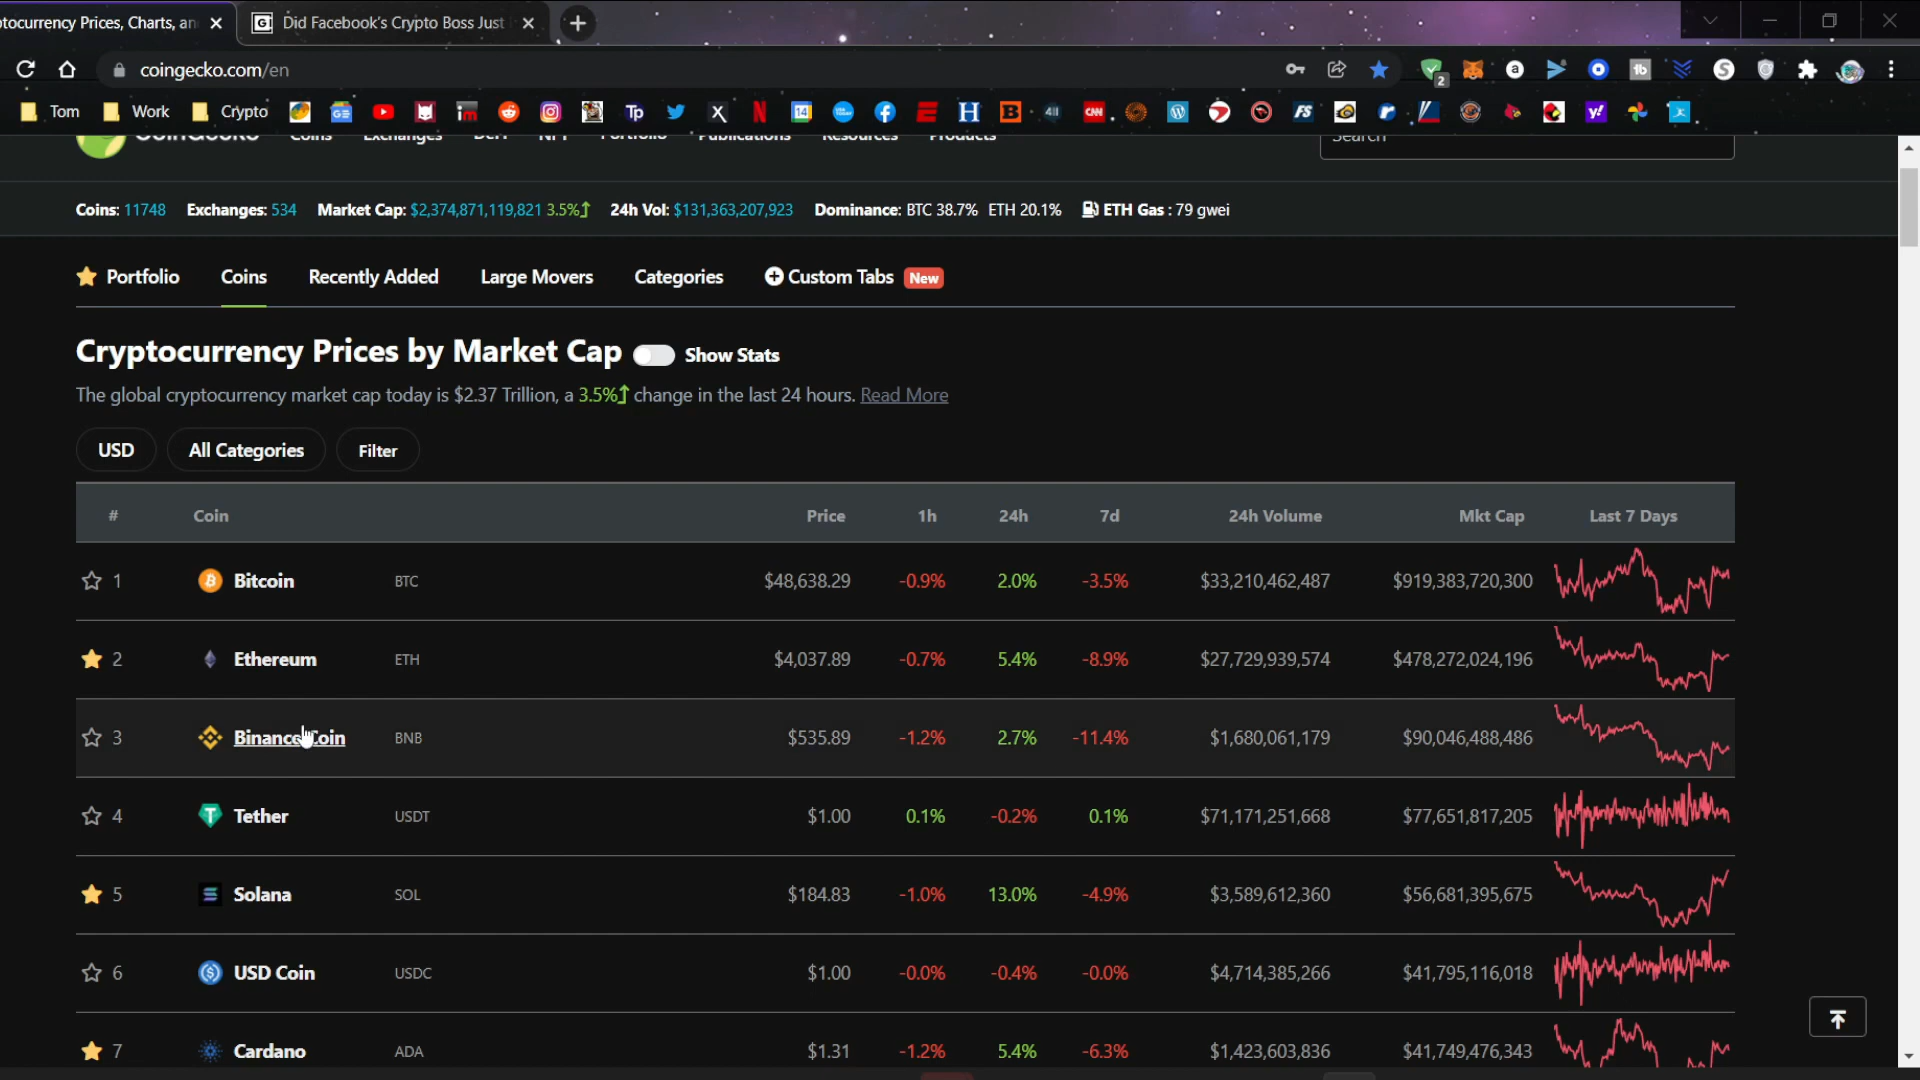 tocurrency Prices, Charts, an
Did Facebook's Crypto Boss Just
coingecko.com/en
2
Tom Work Crypto
CoinGecko Coins Exchanges DeFi NFT Portfolio Publications Resources Products Search
Coins: 11748 Exchanges: 534 Market Cap: $2,374,871,119,821 3.5% 24h Vol: $131,363,207,923 Dominance: BTC 38.7% ETH 20.1% ETH Gas : 79 gwei
Portfolio Coins Recently Added Large Movers Categories Custom Tabs New
Cryptocurrency Prices by Market Cap Show Stats
The global cryptocurrency market cap today is $2.37 Trillion, a 3.5% change in the last 24 hours. Read More
USD All Categories Filter
# Coin Price 1h 24h 7d 24h Volume Mkt Cap Last 7 Days
1 Bitcoin BTC $48,638.29 -0.9% 2.0% -3.5% $33,210,462,487 $919,383,720,300
2 Ethereum ETH $4,037.89 -0.7% 5.4% -8.9% $27,729,939,574 $478,272,024,196
3 Binance Coin BNB $535.89 -1.2% 2.7% -11.4% $1,680,061,179 $90,046,488,486
4 Tether USDT $1.00 0.1% -0.2% 0.1% $71,171,251,668 $77,651,817,205
5 Solana SOL $184.83 -1.0% 13.0% -4.9% $3,589,612,360 $56,681,395,675
6 USD Coin USDC $1.00 -0.0% -0.4% -0.0% $4,714,385,266 $41,795,116,018
7 Cardano ADA $1.31 -1.2% 5.4% -6.3% $1,423,603,836 $41,749,476,343